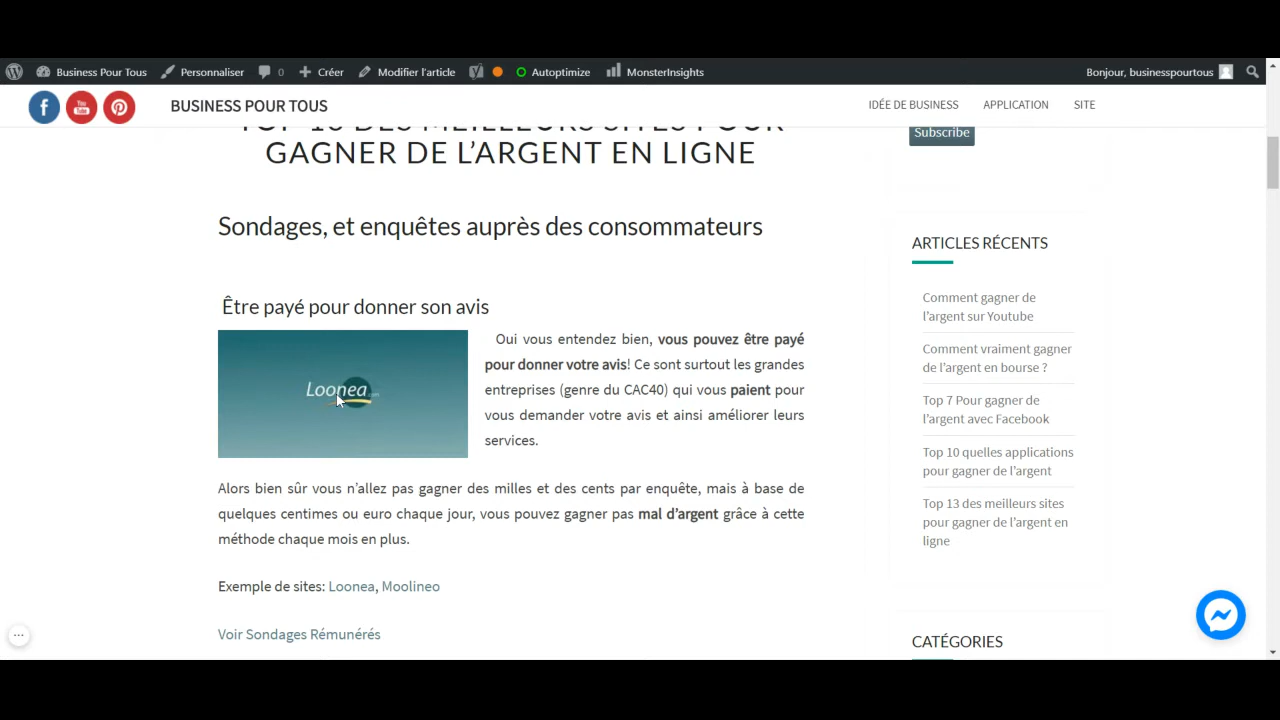 Business Pour Tous
Personnaliser
0
Créer
Modifier l'article
Autoptimize
MonsterInsights
Bonjour, businesspourtous
f
You Tube
BUSINESS POUR TOUS
IDÉE DE BUSINESS
APPLICATION
SITE
TOP 10 DES MEILLEURS SITES POUR
GAGNER DE L'ARGENT EN LIGNE
Sondages, et enquêtes auprès des consommateurs
Être payé pour donner son avis
Loonea
Oui vous entendez bien, vous pouvez être payé
pour donner votre avis! Ce sont surtout les grandes
entreprises (genre du CAC40) qui vous paient pour
vous demander votre avis et ainsi améliorer leurs
services.
Alors bien sûr vous n'allez pas gagner des milles et des cents par enquête, mais à base de
quelques centimes ou euro chaque jour, vous pouvez gagner pas mal d'argent grâce à cette
méthode chaque mois en plus.
Exemple de sites: Loonea, Moolineo
Voir Sondages Rémunérés
Subscribe
ARTICLES RÉCENTS
Comment gagner de
l'argent sur Youtube
Comment vraiment gagner
de l'argent en bourse ?
Top 7 Pour gagner de
l'argent avec Facebook
Top 10 quelles applications
pour gagner de l'argent
Top 13 des meilleurs sites
pour gagner de l'argent en
ligne
CATÉGORIES